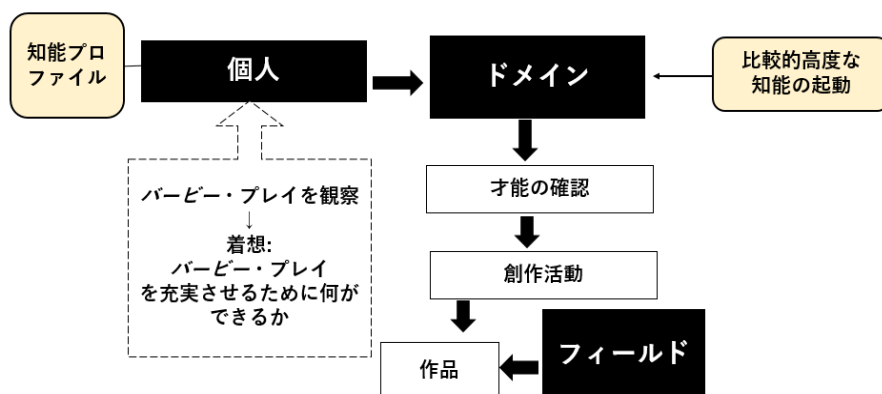 知能プロ
ファイル
個人
ドメイン
比較的高度な
知能の起動
バービー・プレイを観察
↓
着想:
バービー・プレイ
を充実させるために何が
できるか
才能の確認
創作活動
作品
フィールド